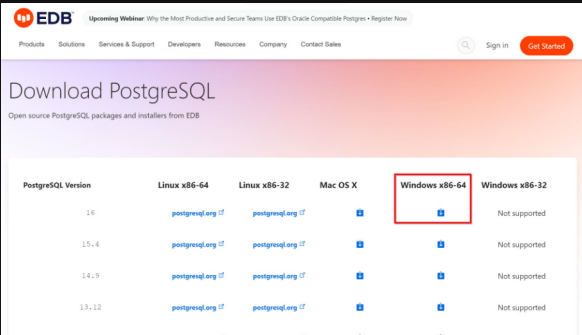 EDB Upcoming Webinar Why the Most Productive and Secure Teams Use EDB's Oracle Compatible Postgres • Register Now
Products Solutions Services & Support Developers Resources Company Contact Sales Sign in Get Started
Download PostgreSQL
Open source PostgreSQL packages and installers from EDB
PostgreSQL Version Linux x86-64 Linux x86-32 Mac OS X Windows x86-64 Windows x86-32
16 postgresql.org postgresql.org Not supported
15.4 postgresql.org postgresql.org Not supported
14.9 postgresql.org postgresql.org Not supported
13.12 postgresql.org postgresql.org Not supported